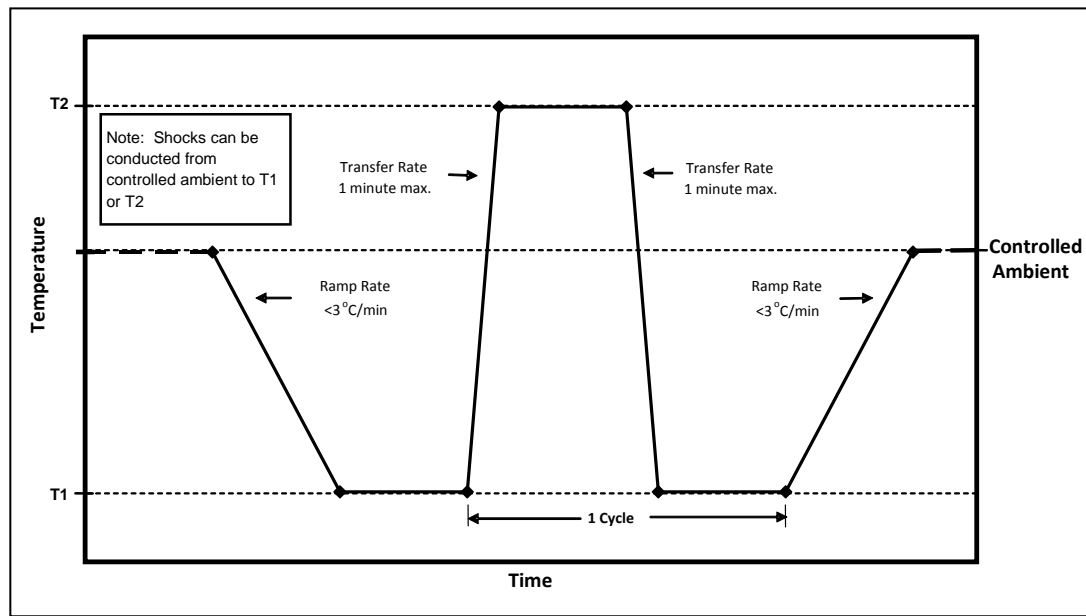 T2
Note: Shocks can be
conducted from
controlled ambient to T1
or T2
Transfer Rate
1 minute max.
Transfer Rate
1 minute max.
Temperature
Controlled
Ambient
Ramp Rate
<3°C/min
Ramp Rate
<3°C/min
T1
1 Cycle
Time